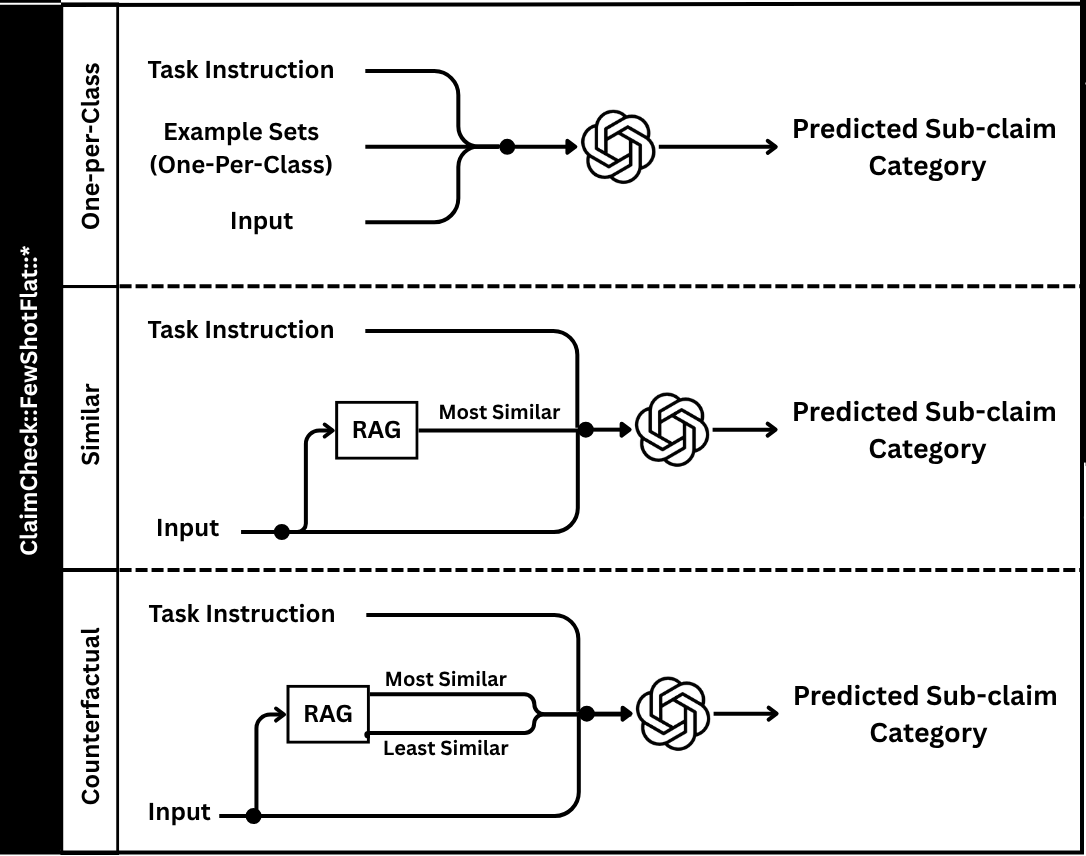 ClaimCheck::FewShotFlat::*
One-per-Class
Task Instruction
Example Sets
(One-Per-Class)
Input
Predicted Sub-claim
Category
Similar
Task Instruction
RAG
Most Similar
Input
Predicted Sub-claim
Category
Counterfactual
Task Instruction
RAG
Most Similar
Least Similar
Input
Predicted Sub-claim
Category